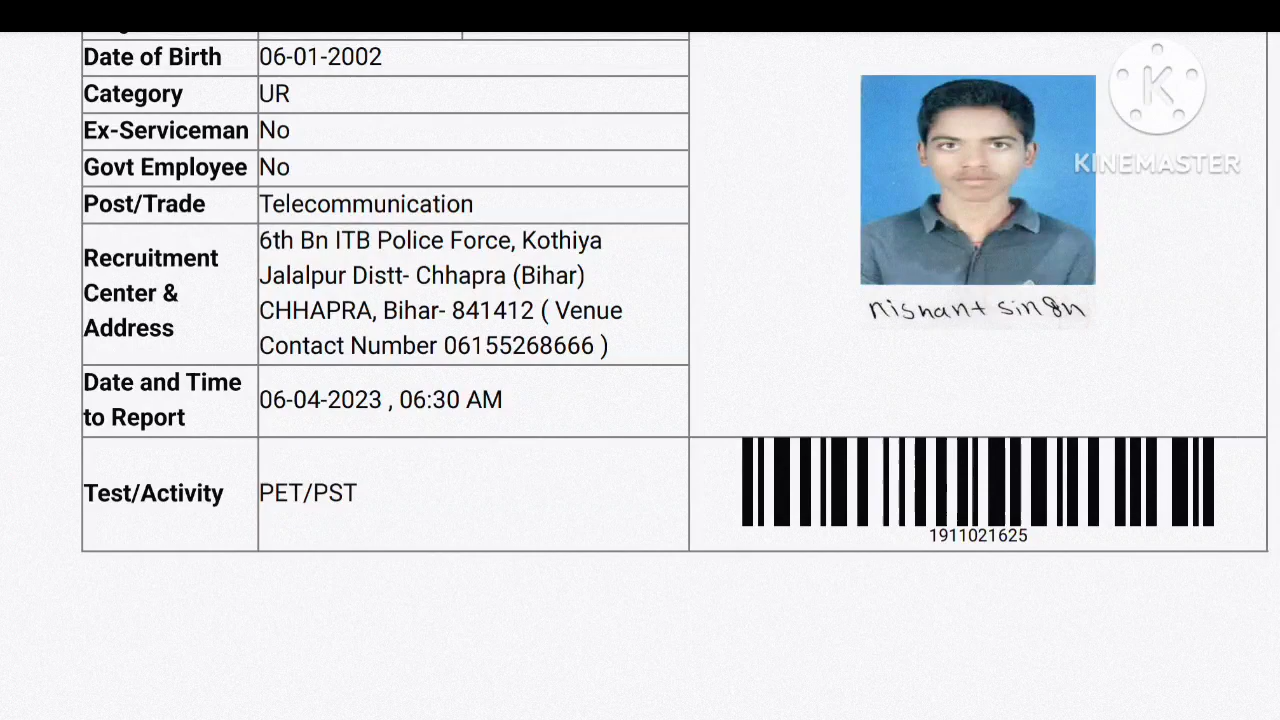 Date of Birth 06-01-2002
Category UR
Ex-Serviceman No
Govt Employee No
Post/Trade Telecommunication
Recruitment Center & Address
6th Bn ITB Police Force, Kothiya
Jalalpur Distt- Chhapra (Bihar)
CHHAPRA, Bihar- 841412 ( Venue
Contact Number 06155268666 )
Date and Time to Report
06-04-2023 , 06:30 AM
Test/Activity PET/PST
K
KINEMASTER
nishant singh
1911021625